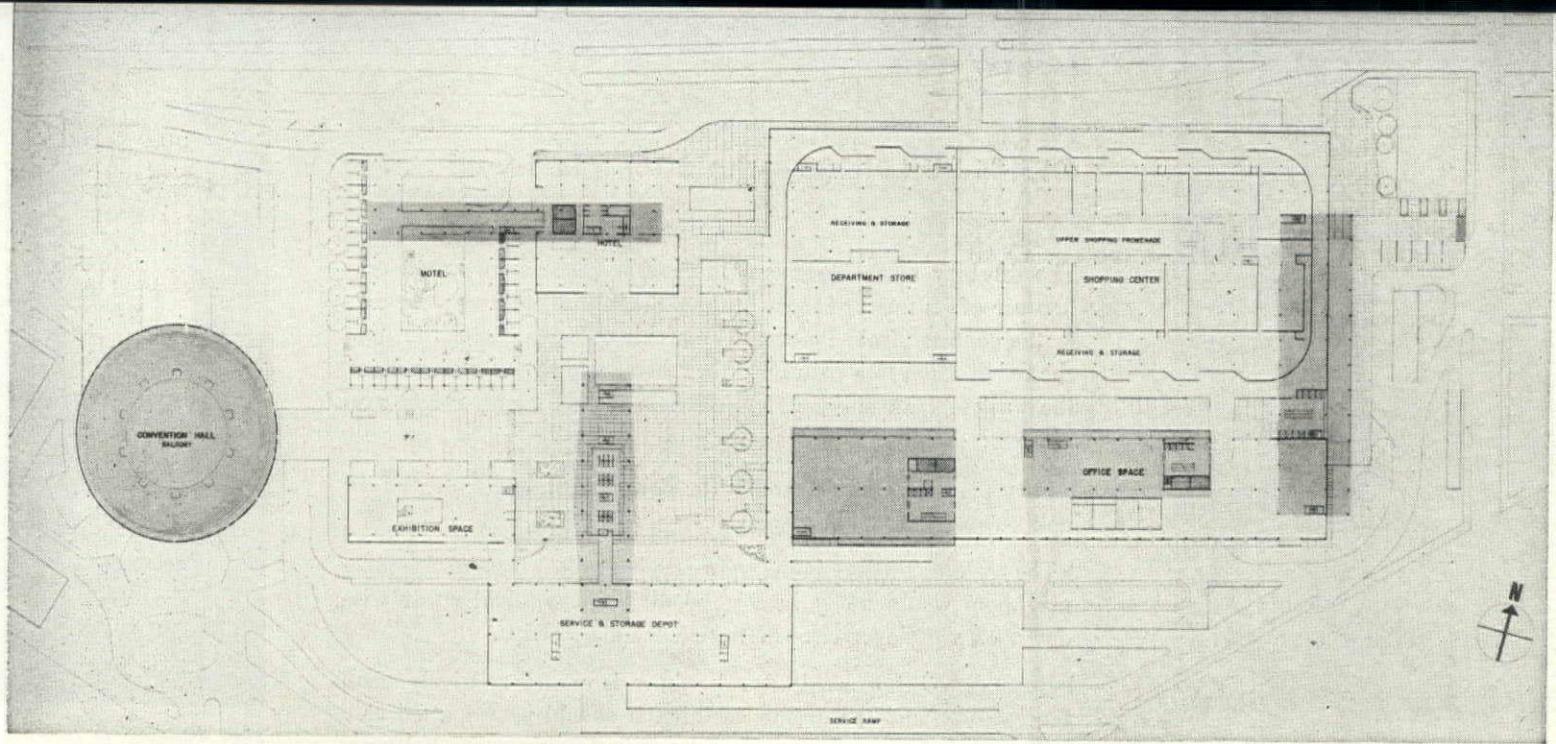 RECEIVING & STORAGE
UPPER SHOPPING PROMENADE
HOTEL
MOTEL
DEPARTMENT STORE
SHOPPING CENTER
RECEIVING & STORAGE
CONVENTION HALL
BALCONY
OFFICE SPACE
EXHIBITION SPACE
N
SERVICE & STORAGE DEPOT
SERVICE RAMP